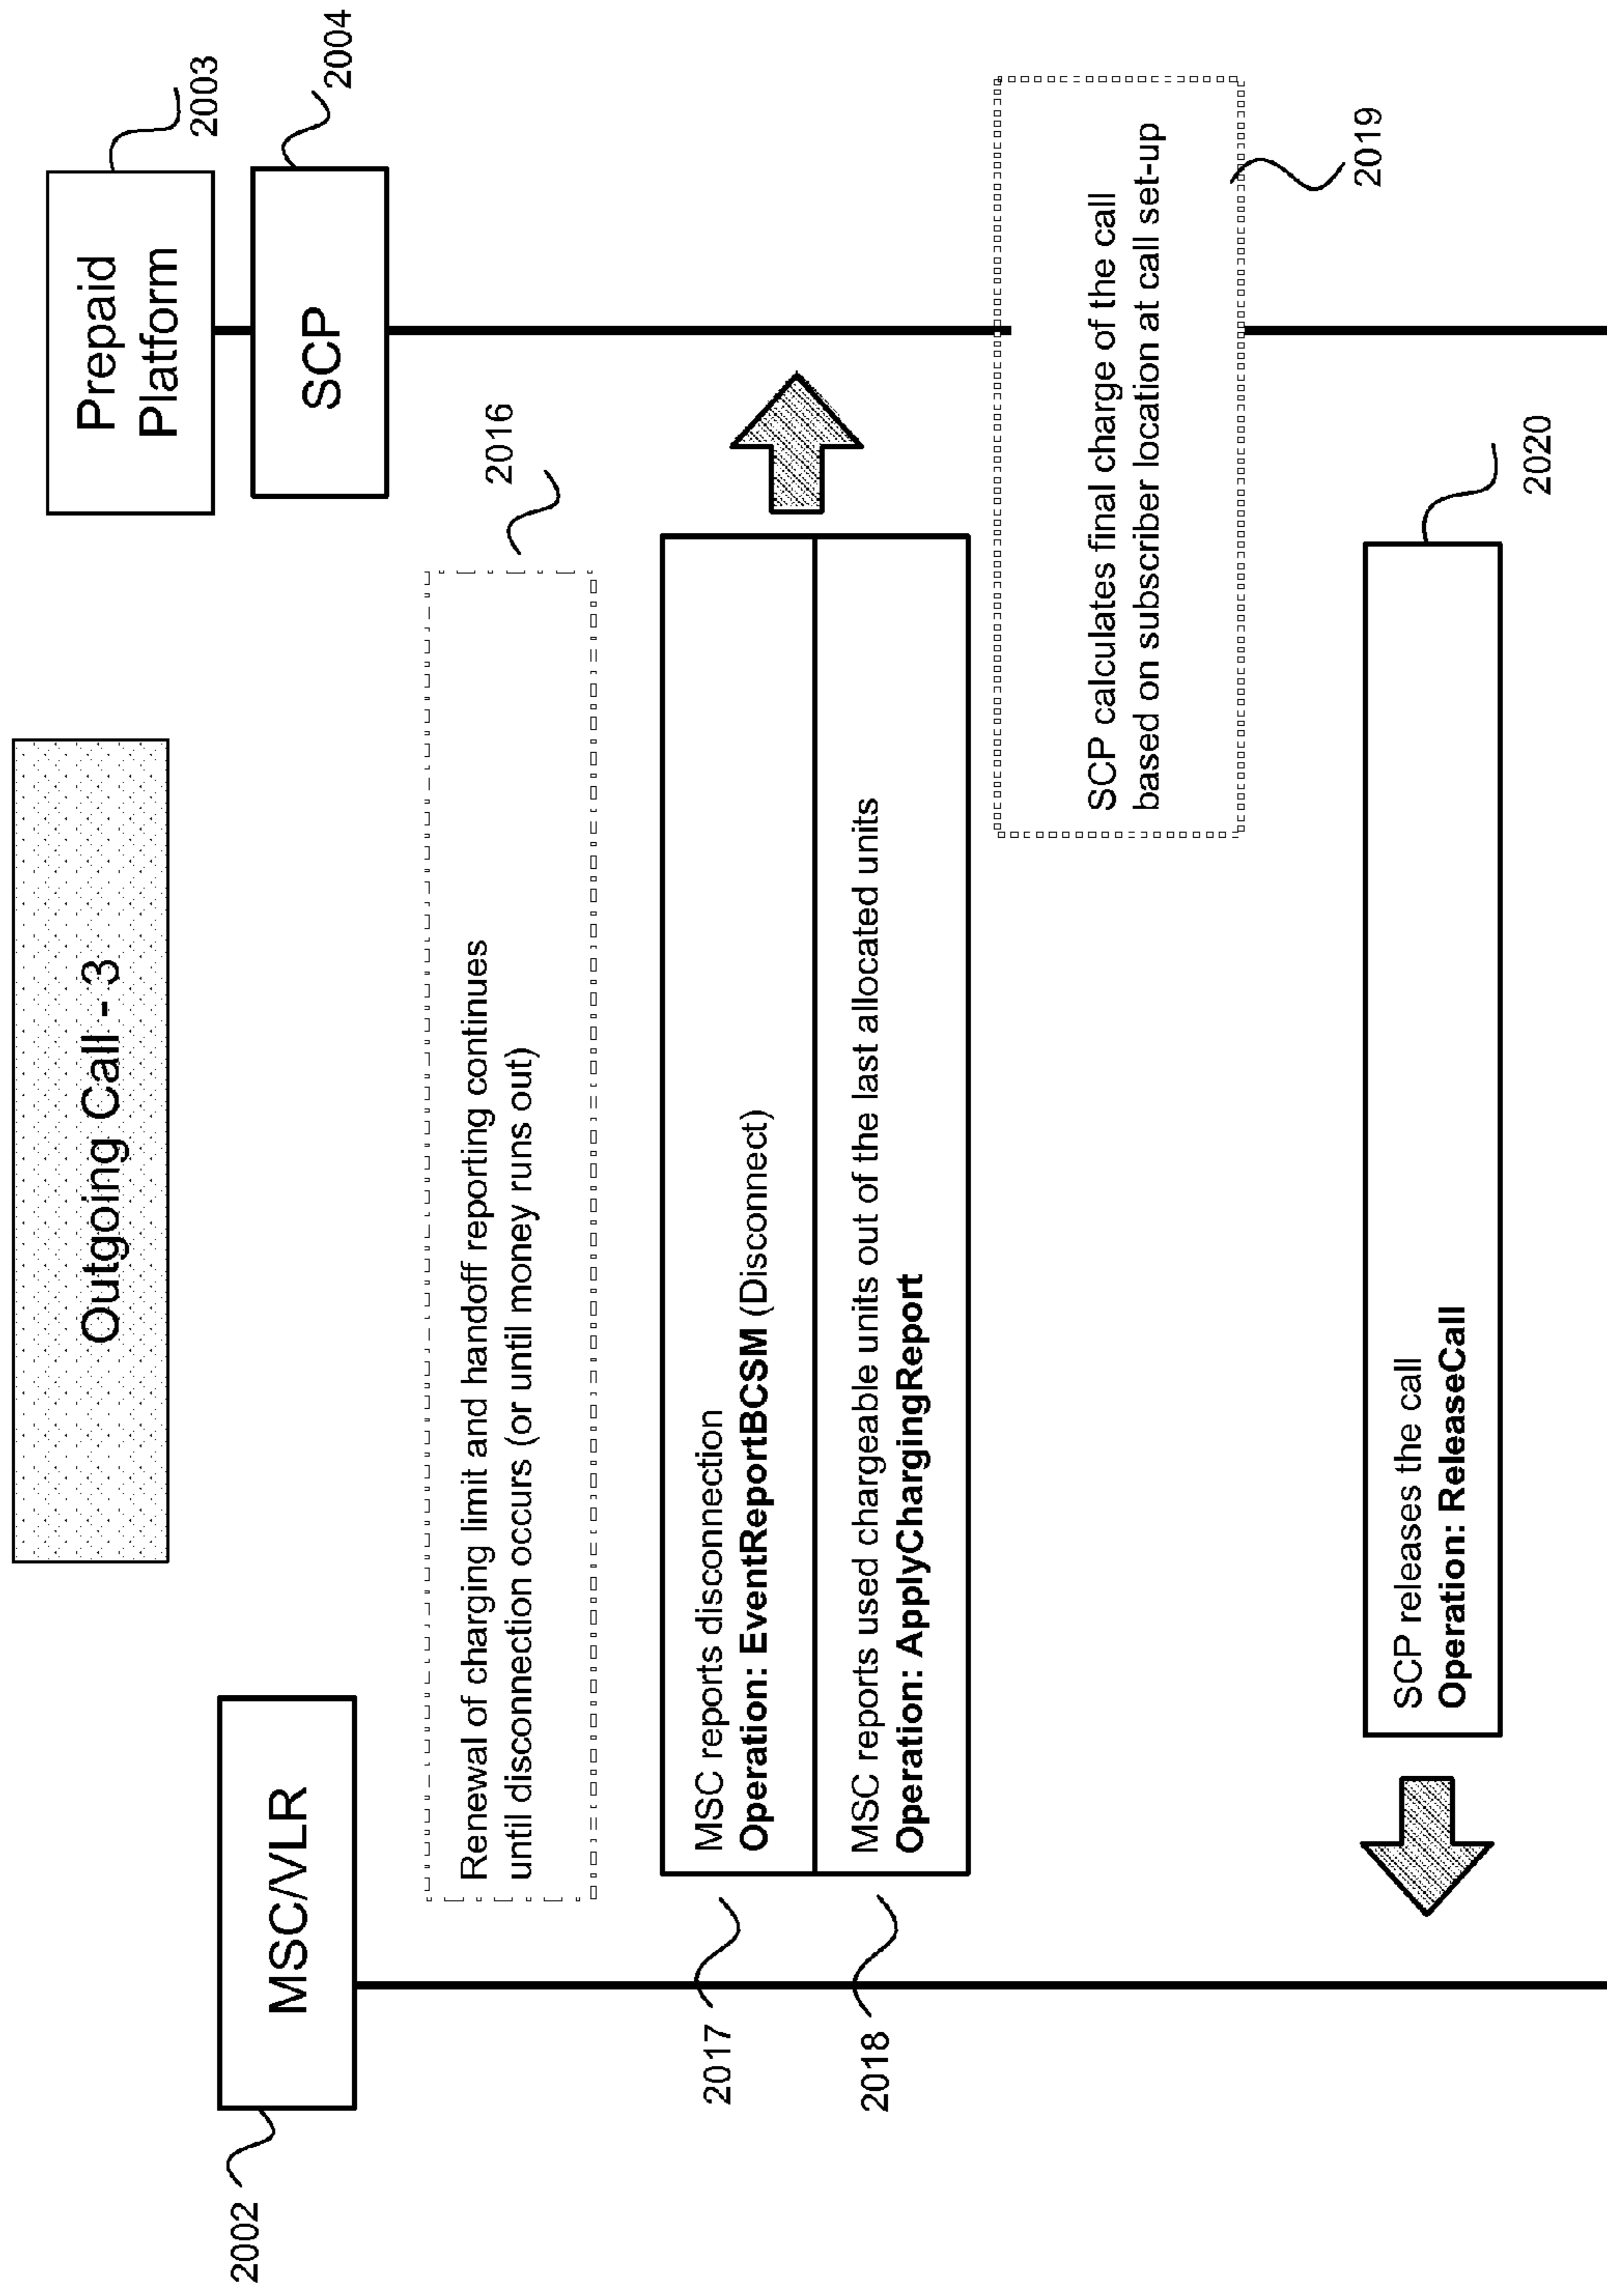 Outgoing Call - 3
2003
Prepaid
Platform
2004
SCP
MSC/VLR
2002
2016
Renewal of charging limit and handoff reporting continues
until disconnection occurs (or until money runs out)
2017
MSC reports disconnection
Operation: EventReportBCSM (Disconnect)
2018
MSC reports used chargeable units out of the last allocated units
Operation: ApplyChargingReport
SCP calculates final charge of the call
based on subscriber location at call set-up
2019
SCP releases the call
Operation: ReleaseCall
2020